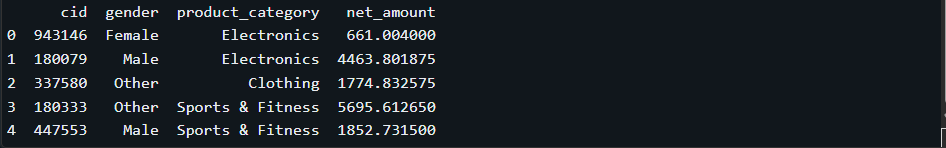 cid gender product_category net_amount
0 943146 Female Electronics 661.004000
1 180079 Male Electronics 4463.801875
2 337580 Other Clothing 1774.832575
3 180333 Other Sports & Fitness 5695.612650
4 447553 Male Sports & Fitness 1852.731500